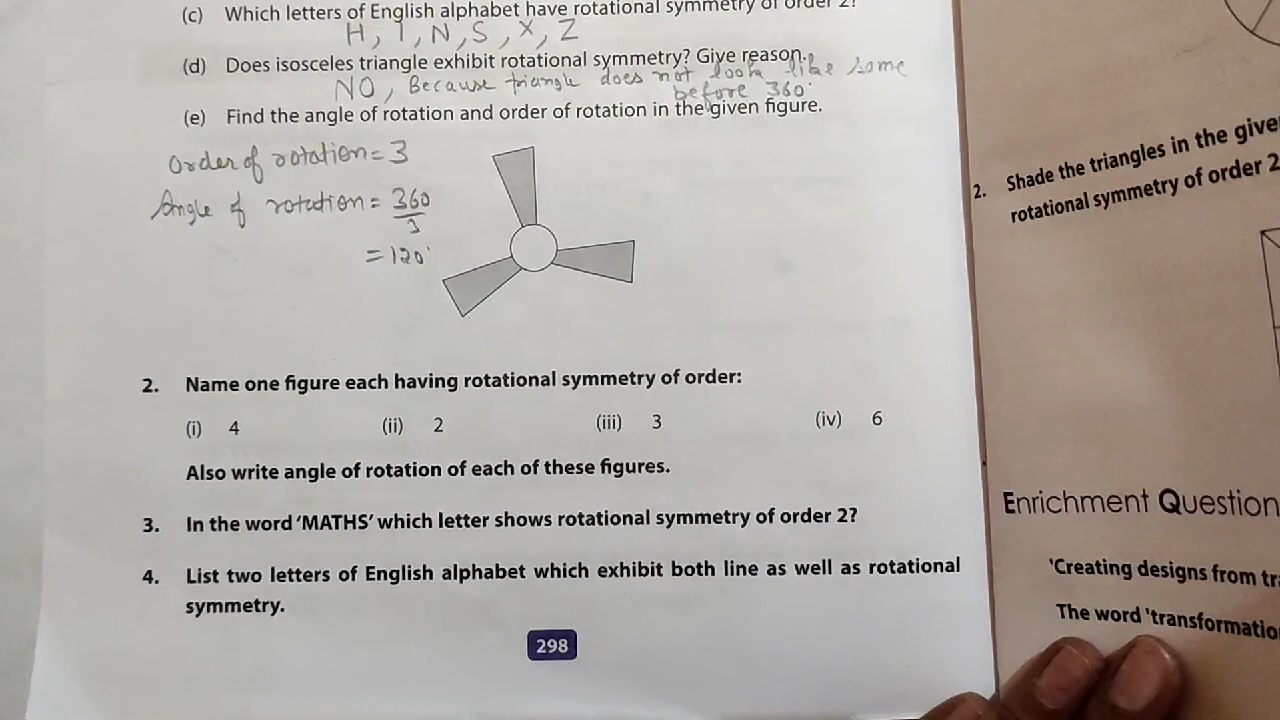 (c) Which letters of English alphabet have rotational symmetry of order 2?
H, I, N, S, X, Z
(d) Does isosceles triangle exhibit rotational symmetry? Give reason.
NO, Because triangle does not look like some
before 360°
(e) Find the angle of rotation and order of rotation in the given figure.
Order of rotation = 3
Angle of rotation = 360
3
= 120°
2. Name one figure each having rotational symmetry of order:
(i) 4 (ii) 2 (iii) 3 (iv) 6
Also write angle of rotation of each of these figures.
3. In the word 'MATHS' which letter shows rotational symmetry of order 2?
4. List two letters of English alphabet which exhibit both line as well as rotational
symmetry.
298
2. Shade the triangles in the give
rotational symmetry of order 2
Enrichment Question
'Creating designs from tr
The word 'transformatio